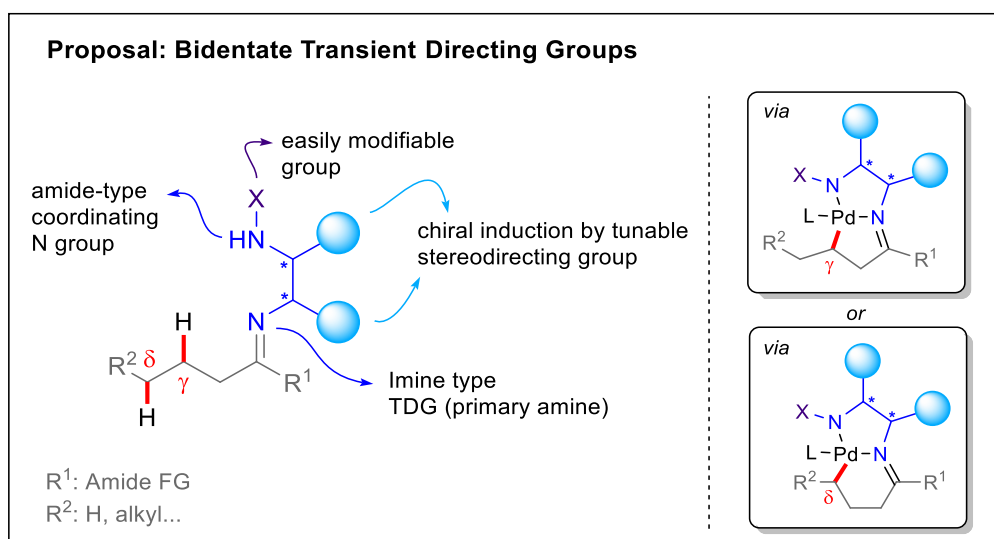 Proposal: Bidentate Transient Directing Groups
easily modifiable
group
amide-type
coordinating
N group
X
HN
*
*
chiral induction by tunable
stereodirecting group
H
N
R2 δ
γ
R1
H
Imine type
TDG (primary amine)
R1: Amide FG
R2: H, alkyl...
via
*
*
X
N
L
Pd
N
R2
γ
R1
or
via
*
*
X
N
L
Pd
N
R2
R1
δ